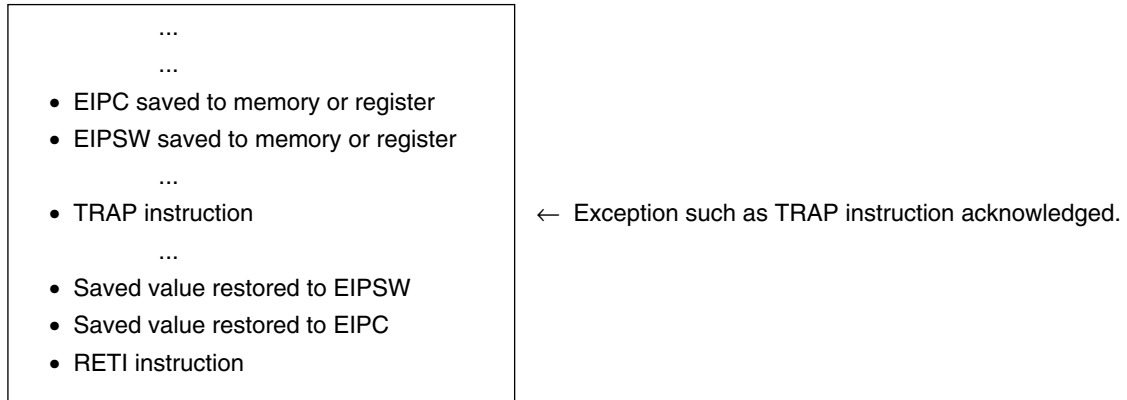 ...
...
• EIPC saved to memory or register
• EIPSW saved to memory or register
...
• TRAP instruction ← Exception such as TRAP instruction acknowledged.
...
• Saved value restored to EIPSW
• Saved value restored to EIPC
• RETI instruction